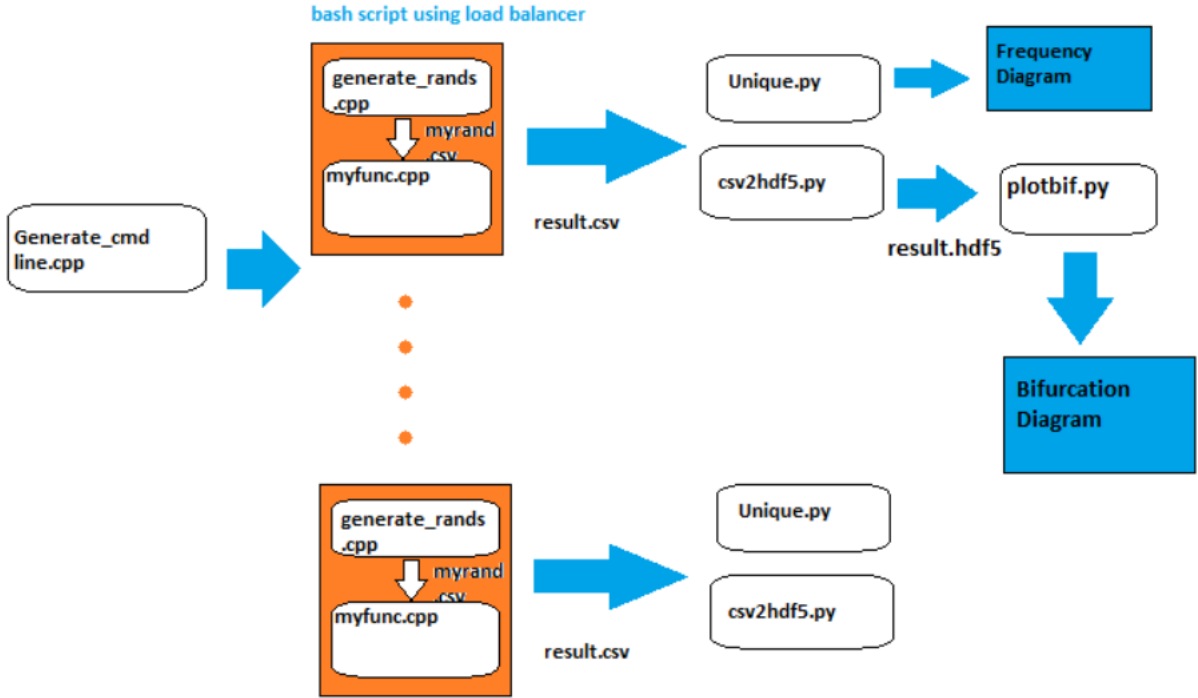 bash script using load balancer
generate_rands
.cpp
myrand
.csv
myfunc.cpp
Generate_cmd
line.cpp
result.csv
Unique.py
Frequency
Diagram
csv2hdf5.py
result.hdf5
plotbif.py
Bifurcation
Diagram
generate_rands
.cpp
myrand
.csv
myfunc.cpp
result.csv
Unique.py
csv2hdf5.py